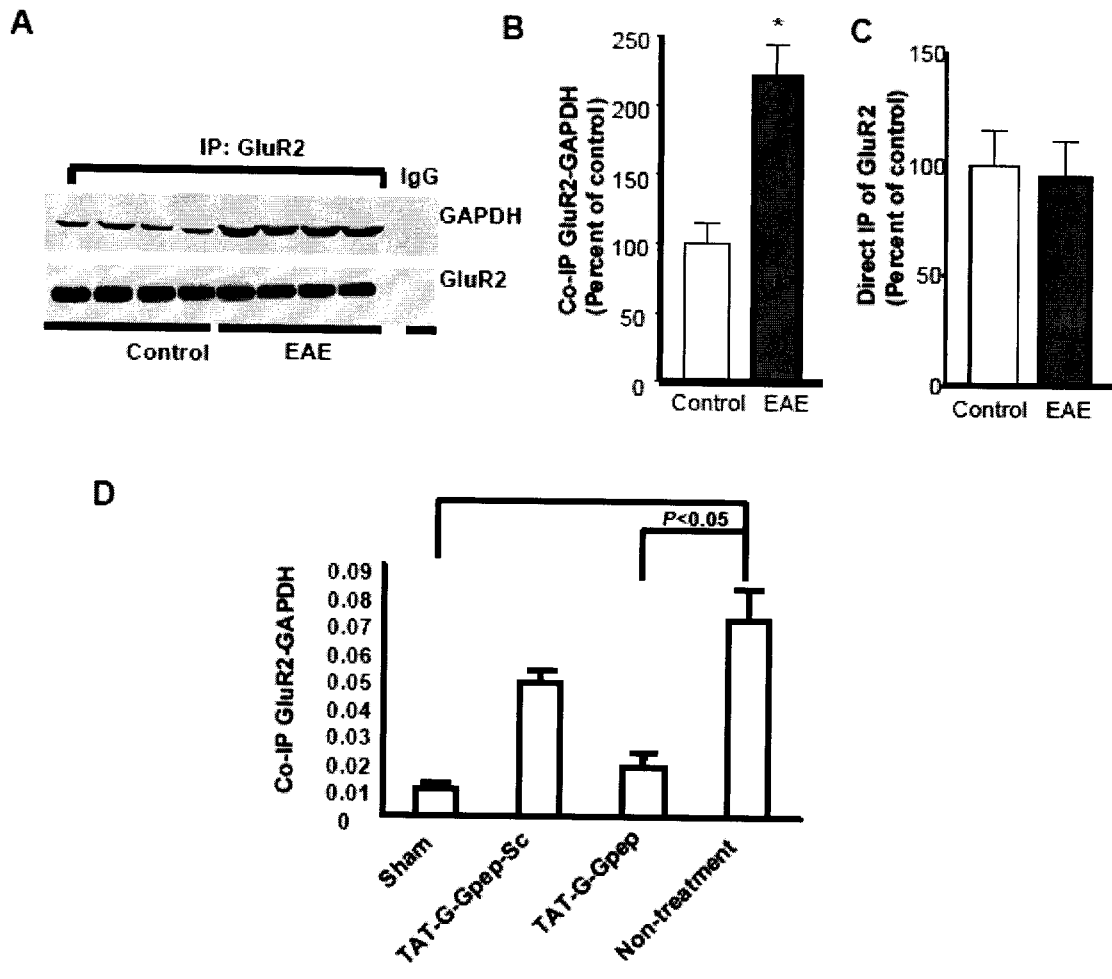 A
IP: GluR2
IgG
GAPDH
GluR2
Control
EAE
B
Co-IP GluR2-GAPDH
(Percent of control)
250
200
150
100
50
0
*
Control
EAE
C
Direct IP of GluR2
(Percent of control)
150
100
50
0
Control
EAE
D
P<0.05
Co-IP GluR2-GAPDH
0.09
0.08
0.07
0.06
0.05
0.04
0.03
0.02
0.01
0
Sham
TAT-G-Gpep-Sc
TAT-G-Gpep
Non-treatment